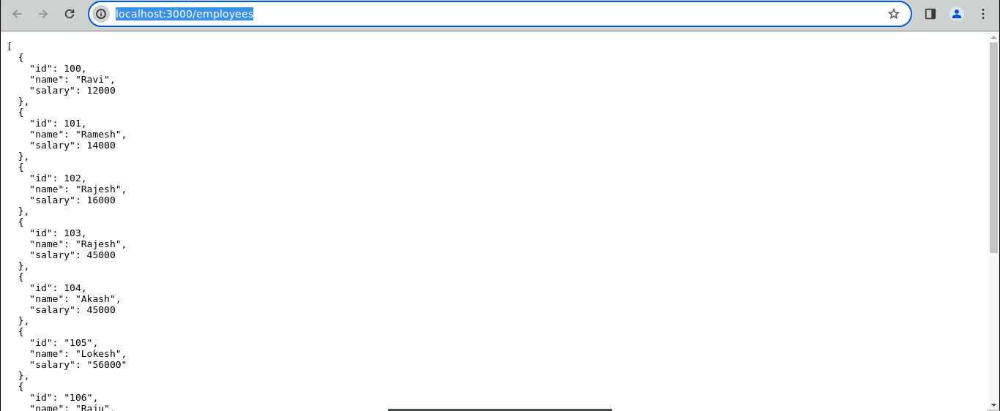 localhost:3000/employees
[
  {
    "id": 100,
    "name": "Ravi",
    "salary": 12000
  },
  {
    "id": 101,
    "name": "Ramesh",
    "salary": 14000
  },
  {
    "id": 102,
    "name": "Rajesh",
    "salary": 16000
  },
  {
    "id": 103,
    "name": "Rajesh",
    "salary": 45000
  },
  {
    "id": 104,
    "name": "Akash",
    "salary": 45000
  },
  {
    "id": "105",
    "name": "Lokesh",
    "salary": "56000"
  },
  {
    "id": "106",
    "name": "Raju",